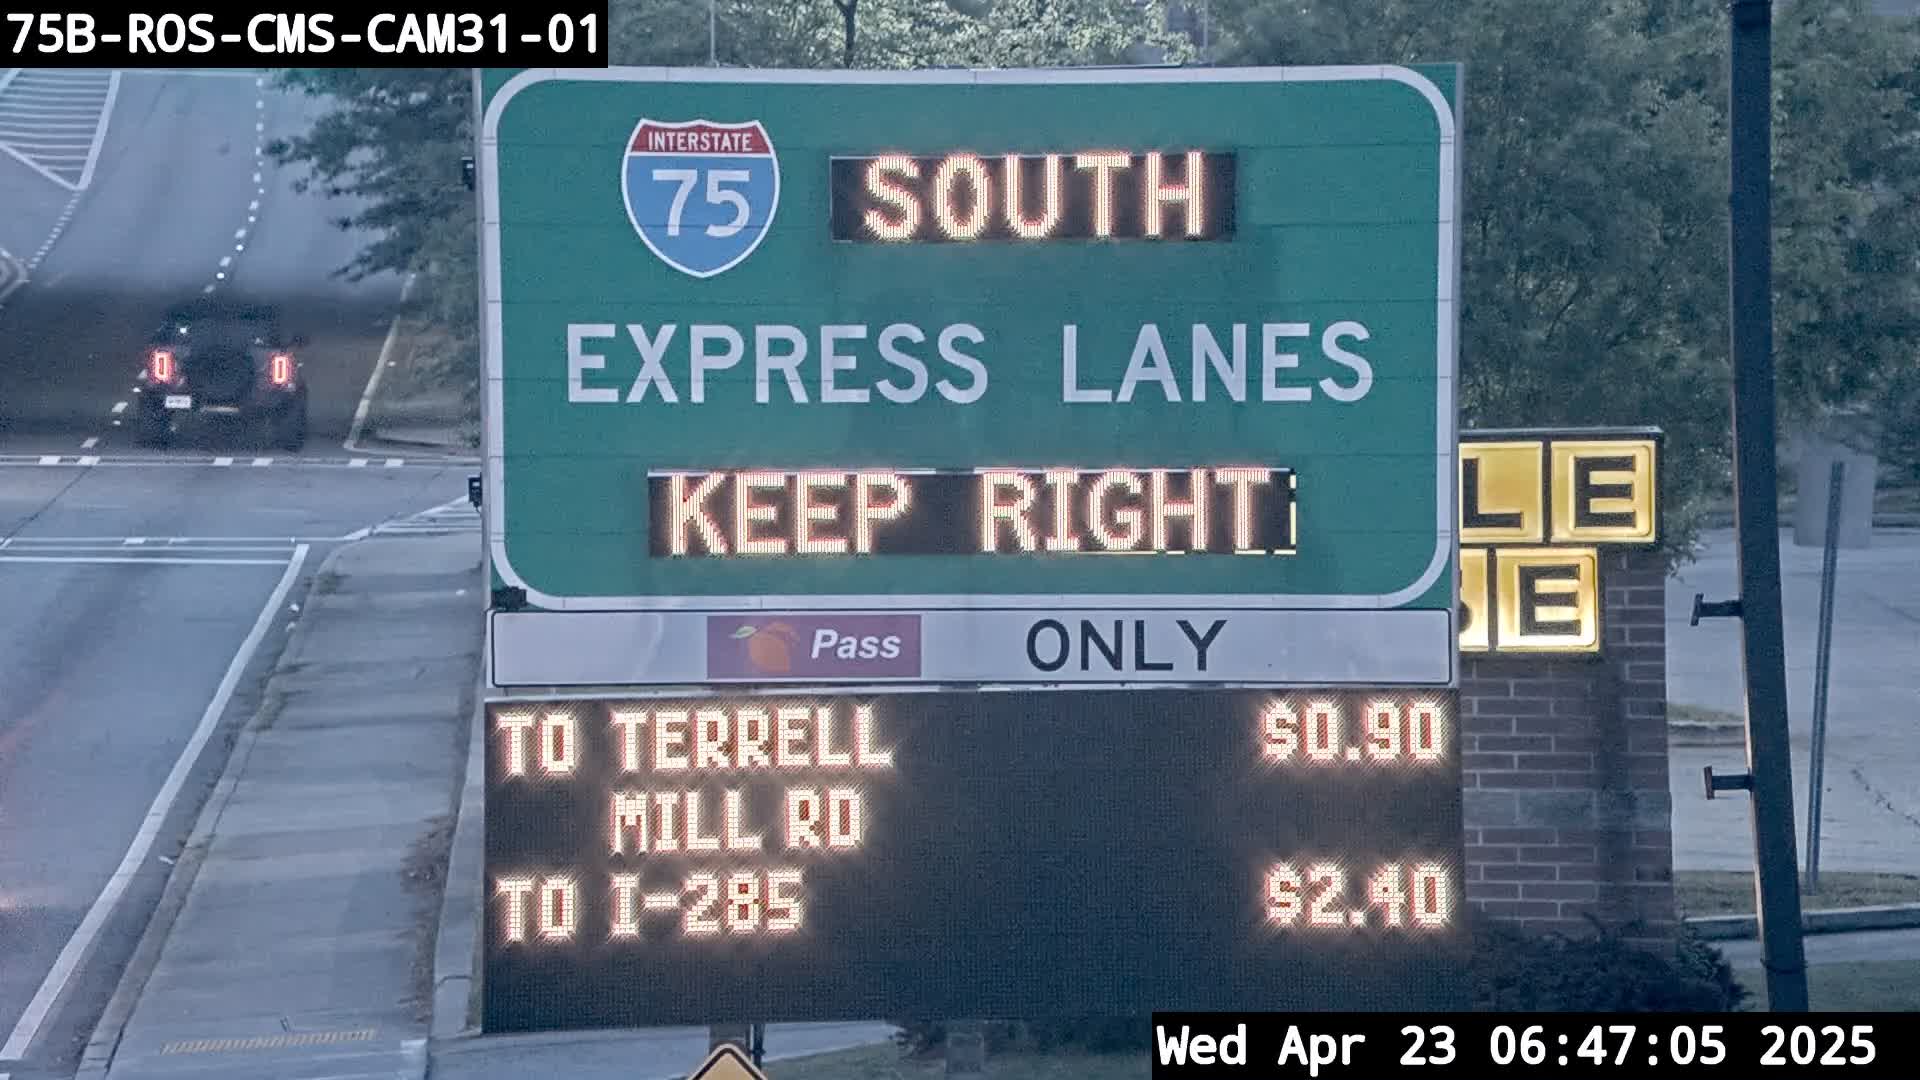 75B-ROS-CMS-CAM31-01
INTERSTATE
75
SOUTH
EXPRESS LANES
KEEP RIGHT
Pass ONLY
TO TERRELL $0.90
MILL RD
TO I-285 $2.40
LE
E
Wed Apr 23 06:47:05 2025